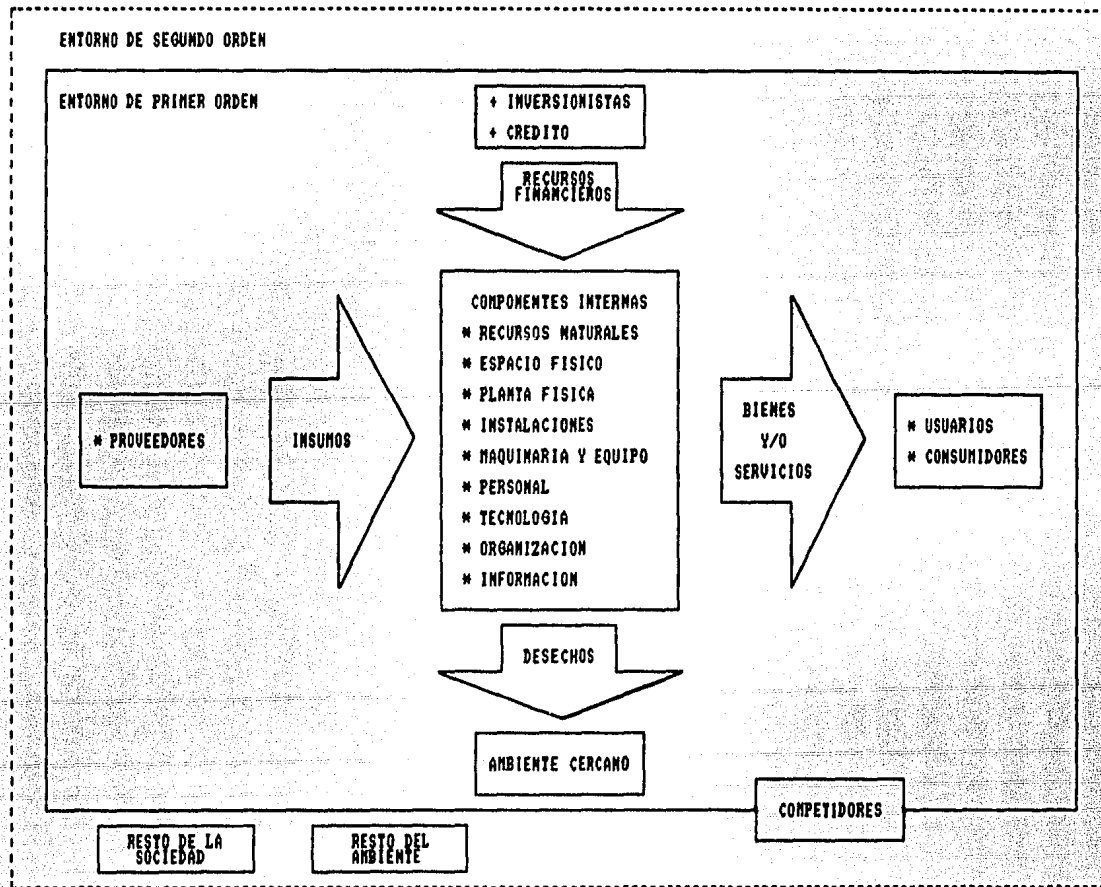 ENTORNO DE SEGUNDO ORDEN
ENTORNO DE PRIMER ORDEN
+ INVERSIONISTAS
+ CREDITO
RECURSOS
FINANCIEROS
* PROVEEDORES
INSUMOS
COMPONENTES INTERNAS
* RECURSOS NATURALES
* ESPACIO FISICO
* PLANTA FISICA
* INSTALACIONES
* MAQUINARIA Y EQUIPO
* PERSONAL
* TECNOLOGIA
* ORGANIZACION
* INFORMACION
BIENES
Y/O
SERVICIOS
* USUARIOS
* CONSUMIDORES
DESECHOS
AMBIENTE CERCANO
COMPETIDORES
RESTO DE LA
SOCIEDAD
RESTO DEL
AMBIENTE